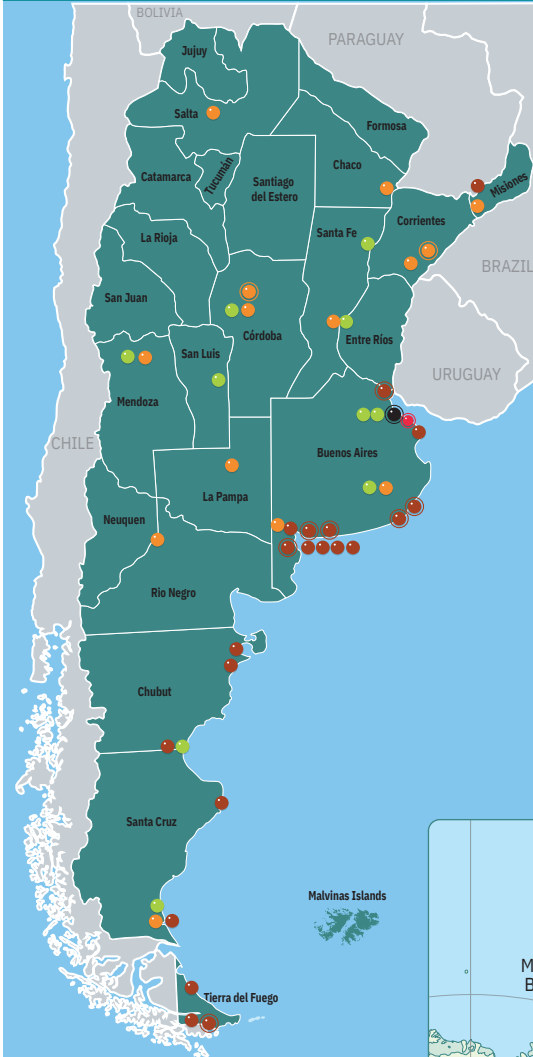 BOLIVIA
PARAGUAY
Jujuy
Salta
Formosa
Chaco
Catamarca
Tucumán
Santiago
del Estero
Misiones
Corrientes
Santa Fe
La Rioja
BRAZIL
San Juan
Córdoba
Entre Ríos
San Luis
URUGUAY
Mendoza
CHILE
Buenos Aires
La Pampa
Neuquen
Rio Negro
Chubut
Santa Cruz
Malvinas Islands
M
B
Tierra del Fuego